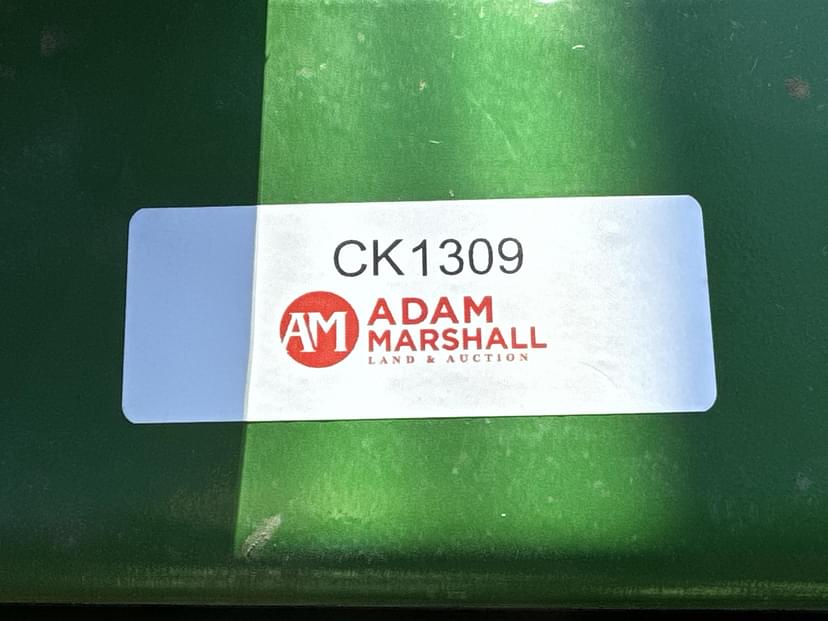 CK1309
AM
ADAM
MARSHALL
LAND & AUCTION